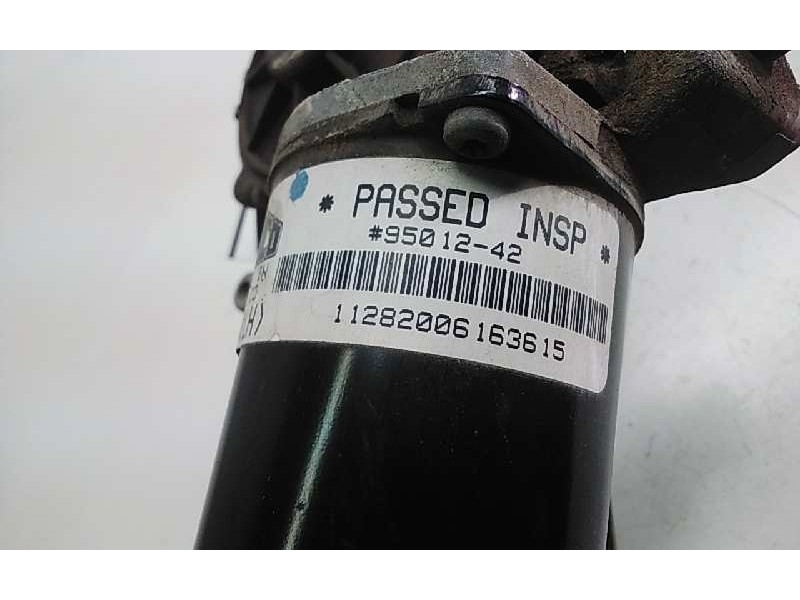 * PASSED INSP *
#95012-42
11282006163615
H)